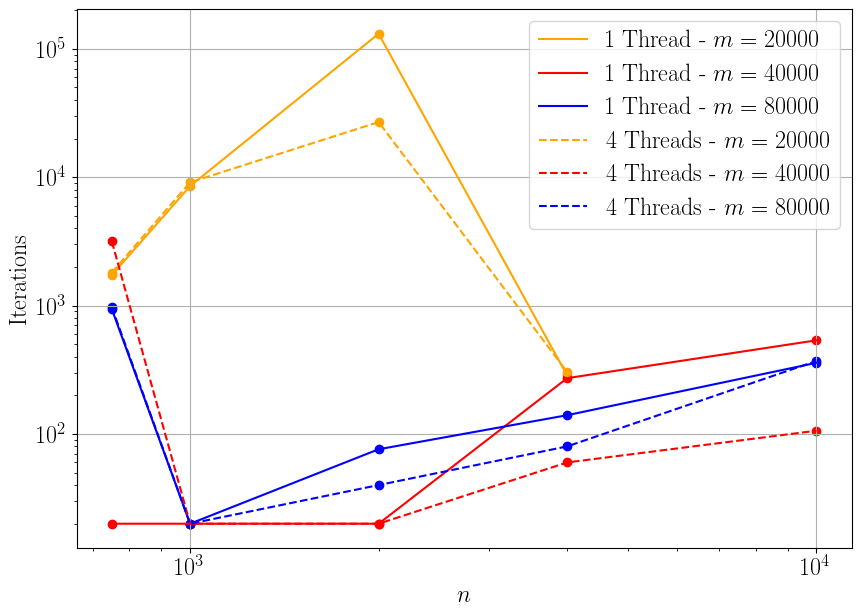 10^5
10^4
10^3
10^2
Iterations
1 Thread - m = 20000
1 Thread - m = 40000
1 Thread - m = 80000
4 Threads - m = 20000
4 Threads - m = 40000
4 Threads - m = 80000
10^3
10^4
n